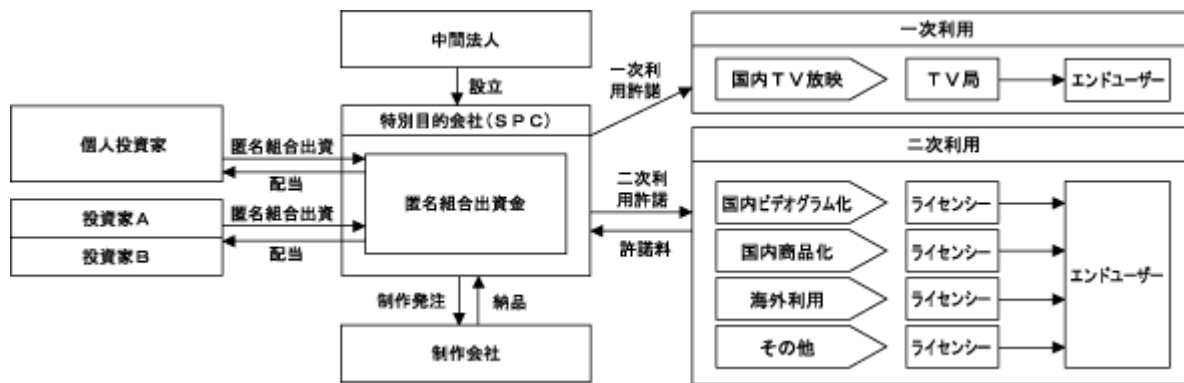 中間法人
設立
特別目的会社(SPC)
匿名組合出資金
個人投資家
匿名組合出資
配当
投資家A
投資家B
匿名組合出資
配当
制作発注
納品
制作会社
一次利
用許諾
二次利
用許諾
許諾料
一次利用
国内TV放映
TV局
エンドユーザー
二次利用
国内ビデオグラム化
ライセンシー
国内商品化
ライセンシー
海外利用
ライセンシー
その他
ライセンシー
エンドユーザー